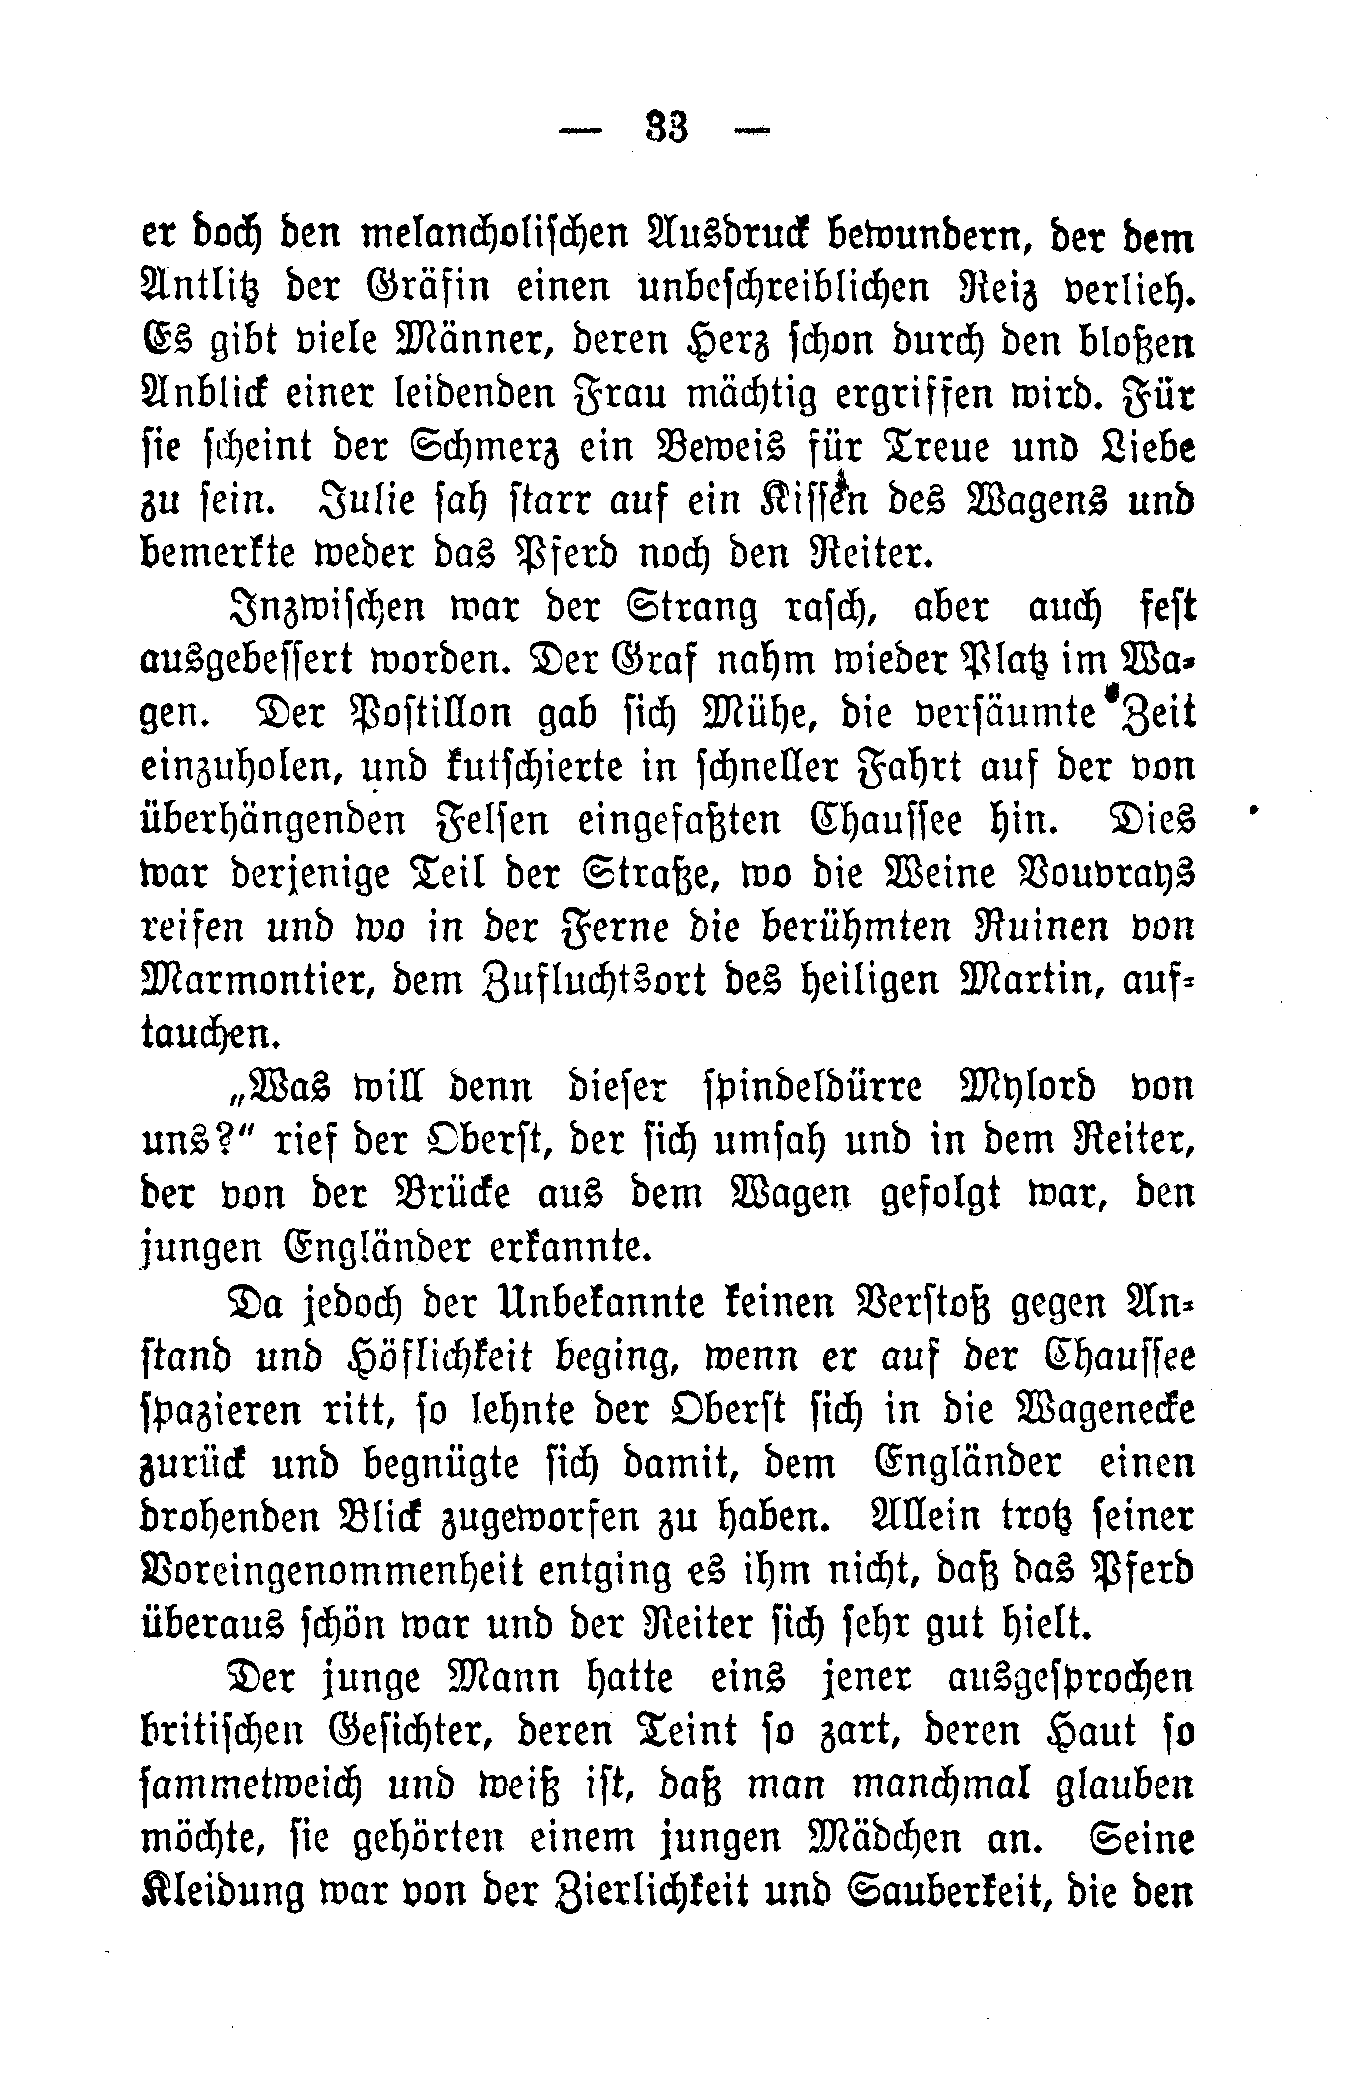 — 33 —
er doch den melancholischen Ausdruck bewundern, der dem
Antlitz der Gräfin einen unbeschreiblichen Reiz verlieh.
Es gibt viele Männer, deren Herz schon durch den bloßen
Anblick einer leidenden Frau mächtig ergriffen wird. Für
sie scheint der Schmerz ein Beweis für Treue und Liebe
zu sein. Julie sah starr auf ein Kissen des Wagens und
bemerkte weder das Pferd noch den Reiter.
Inzwischen war der Strang rasch, aber auch fest
ausgebessert worden. Der Graf nahm wieder Platz im Wa-
gen. Der Postillon gab sich Mühe, die versäumte Zeit
einzuholen, und kutschierte in schneller Fahrt auf der von
überhängenden Felsen eingefaßten Chaussee hin. Dies
war derjenige Teil der Straße, wo die Weine Vouvrays
reifen und wo in der Ferne die berühmten Ruinen von
Marmontier, dem Zufluchtsort des heiligen Martin, auf-
tauchen.
„Was will denn dieser spindeldürre Mylord von
uns?“ rief der Oberst, der sich umsah und in dem Reiter,
der von der Brücke aus dem Wagen gefolgt war, den
jungen Engländer erkannte.
Da jedoch der Unbekannte keinen Verstoß gegen An-
stand und Höflichkeit beging, wenn er auf der Chaussee
spazieren ritt, so lehnte der Oberst sich in die Wagenecke
zurück und begnügte sich damit, dem Engländer einen
drohenden Blick zugeworfen zu haben. Allein trotz seiner
Voreingenommenheit entging es ihm nicht, daß das Pferd
überaus schön war und der Reiter sich sehr gut hielt.
Der junge Mann hatte eins jener ausgesprochen
britischen Gesichter, deren Teint so zart, deren Haut so
sammetweich und weiß ist, daß man manchmal glauben
möchte, sie gehörten einem jungen Mädchen an. Seine
Kleidung war von der Zierlichkeit und Sauberkeit, die den